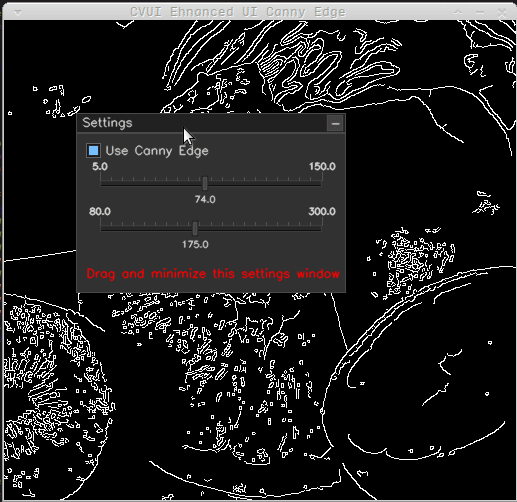 CVUI Ehnanced UI Canny Edge
Settings
Use Canny Edge
5.0 150.0
74.0
80.0 300.0
175.0
Drag and minimize this settings window